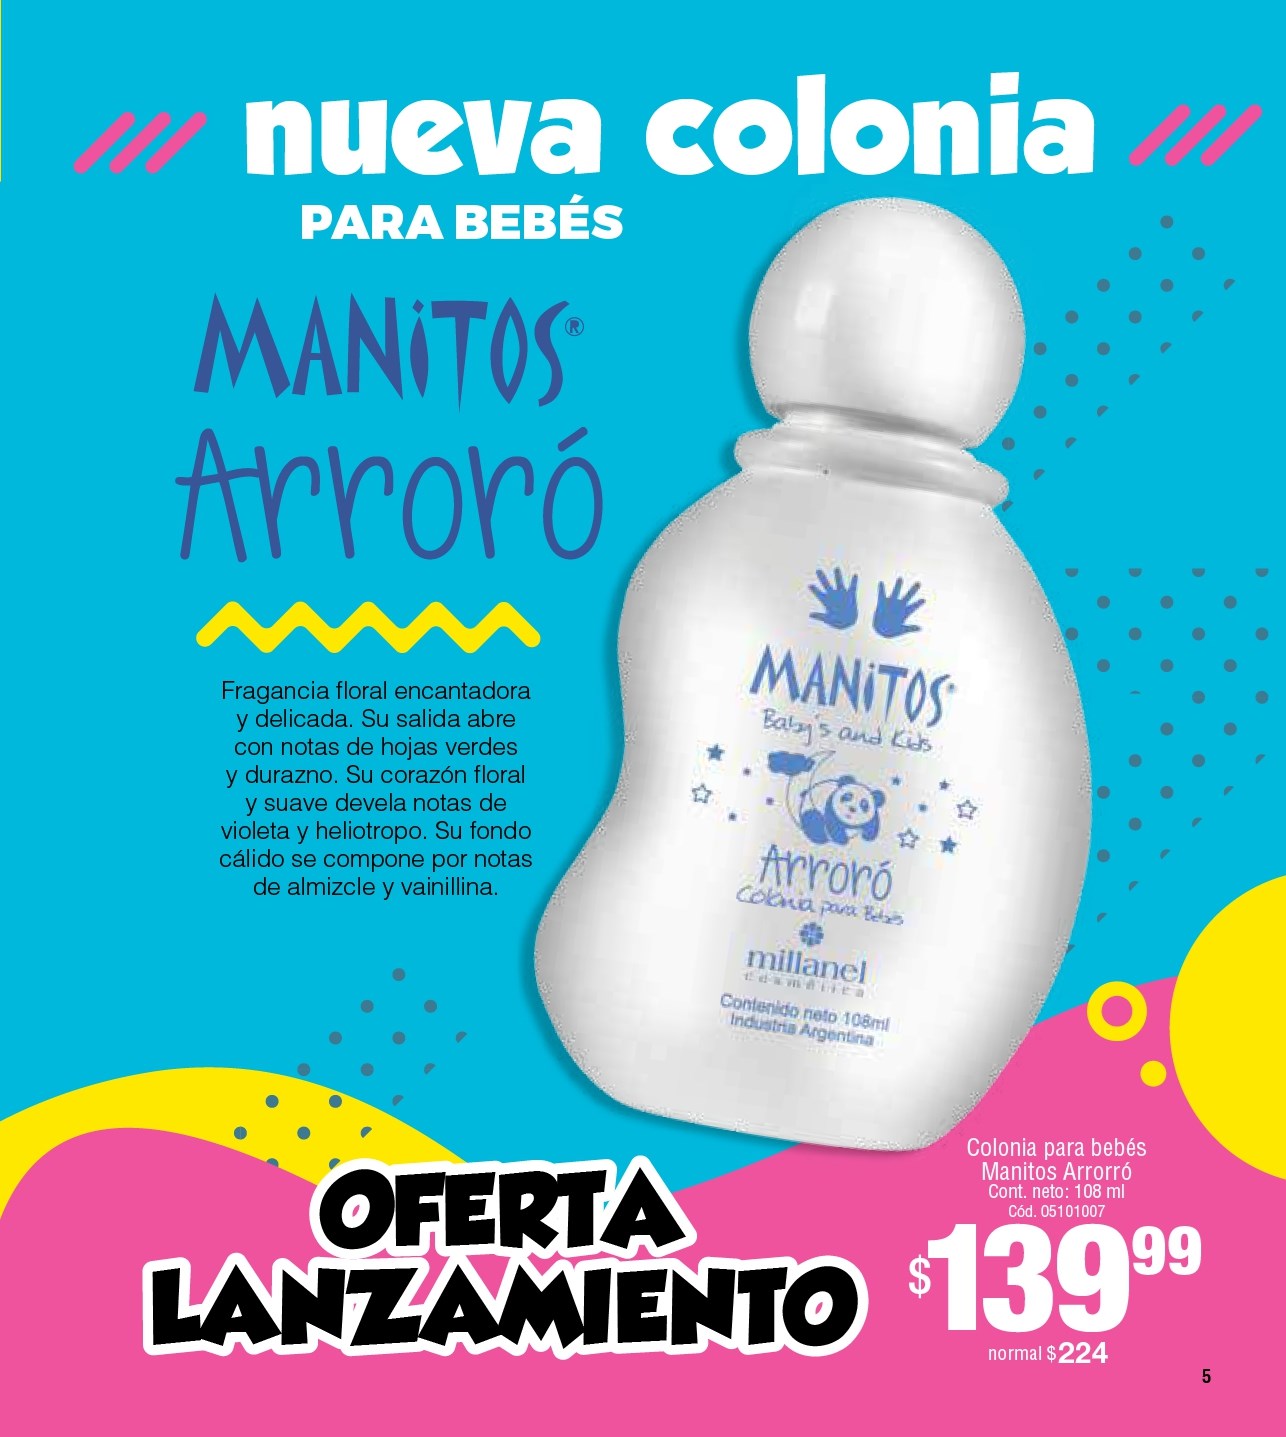 nueva colonia
PARA BEBÉS
MANiTOS®
Arroró
Fragancia floral encantadora
y delicada. Su salida abre
con notas de hojas verdes
y durazno. Su corazón floral
y suave devela notas de
violeta y heliotropo. Su fondo
cálido se compone por notas
de almizcle y vainillina.
MANiTOS®
Baby's and Kids
Arroró
Colonia para Bebés
millanel
cosmética
Contenido neto 108ml
Industria Argentina
OFERTA
LANZAMIENTO
Colonia para bebés
Manitos Arrorró
Cont. neto: 108 ml
Cód. 05101007
$139⁹⁹
normal $224
5